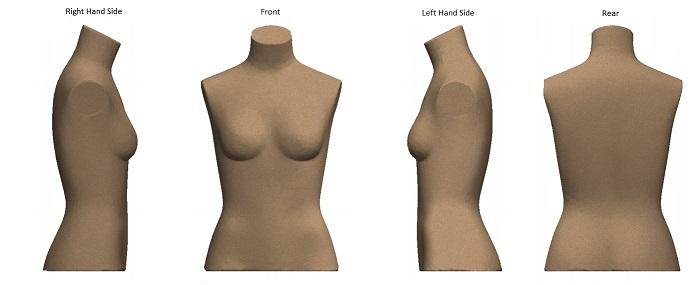 Right Hand Side
Front
Left Hand Side
Rear